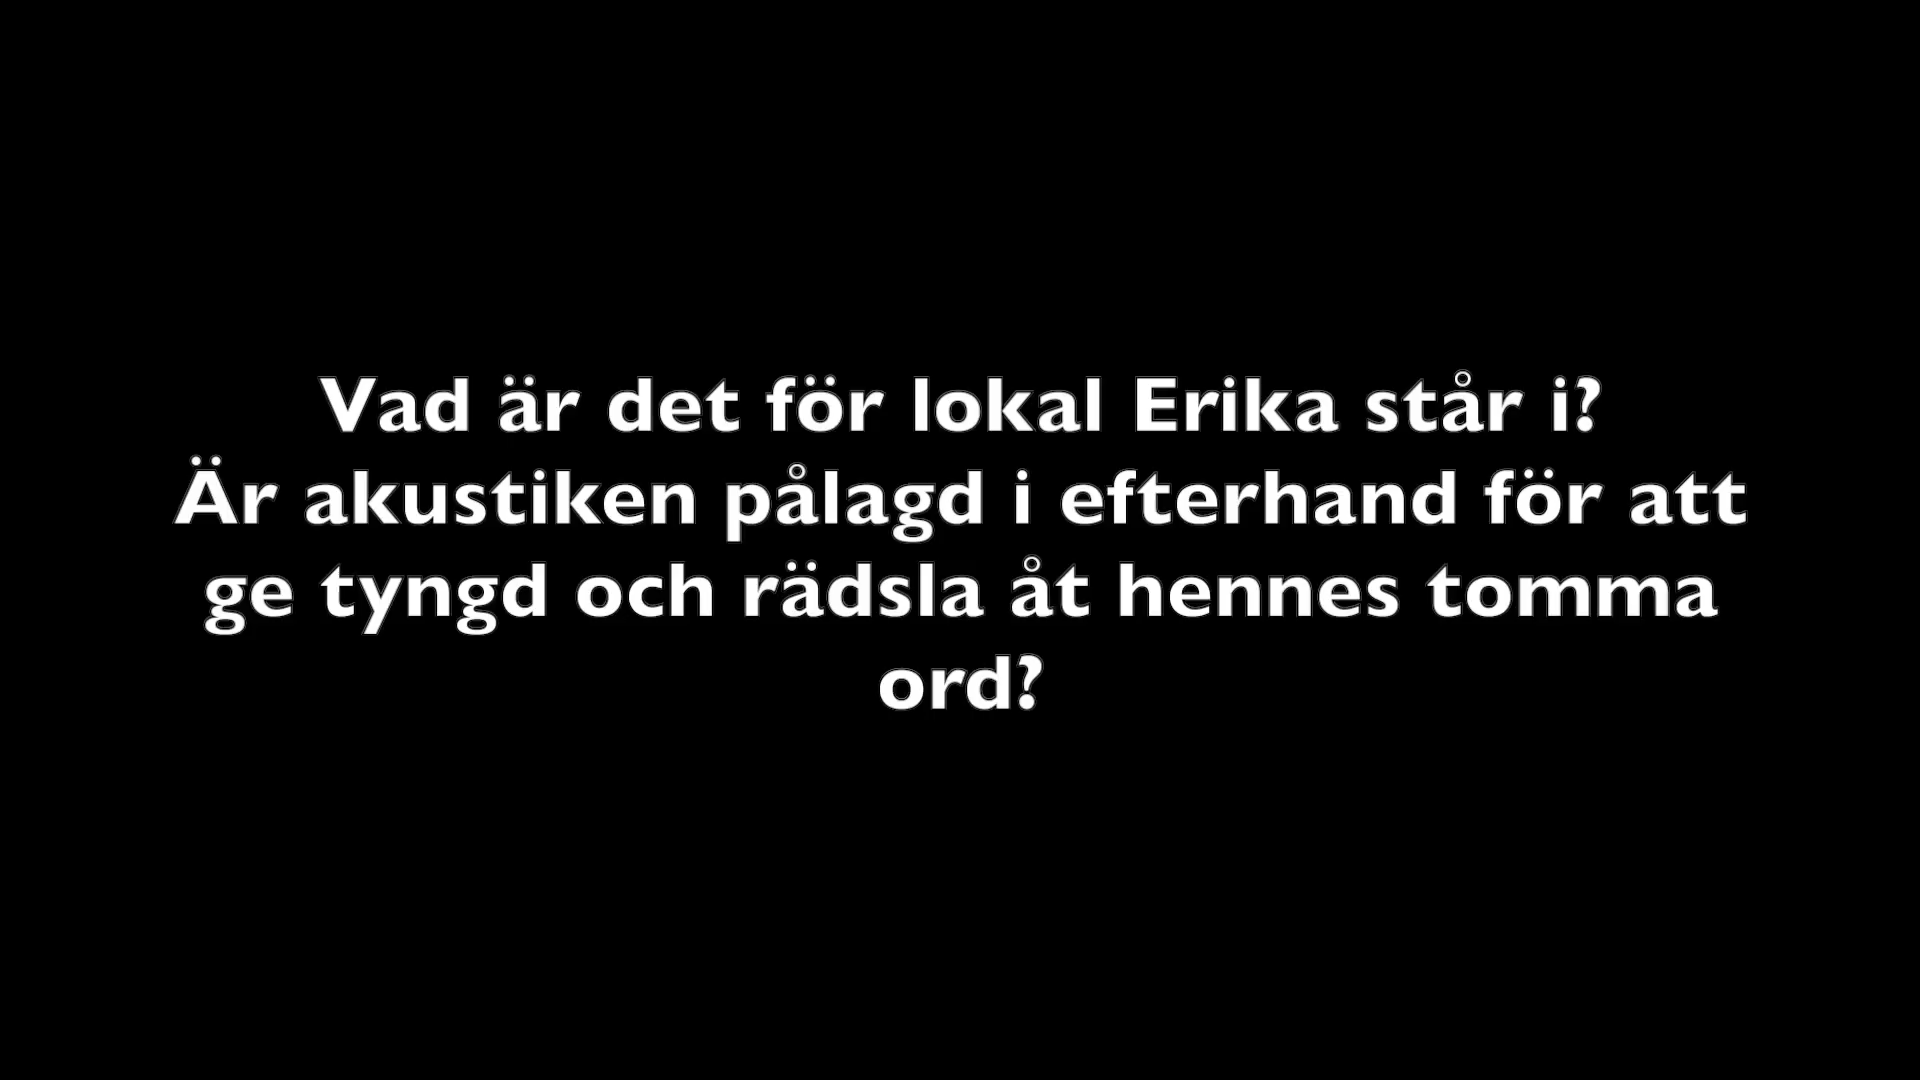 Vad är det för lokal Erika står i?
Är akustiken pålagd i efterhand för att
ge tyngd och rädsla åt hennes tomma
ord?